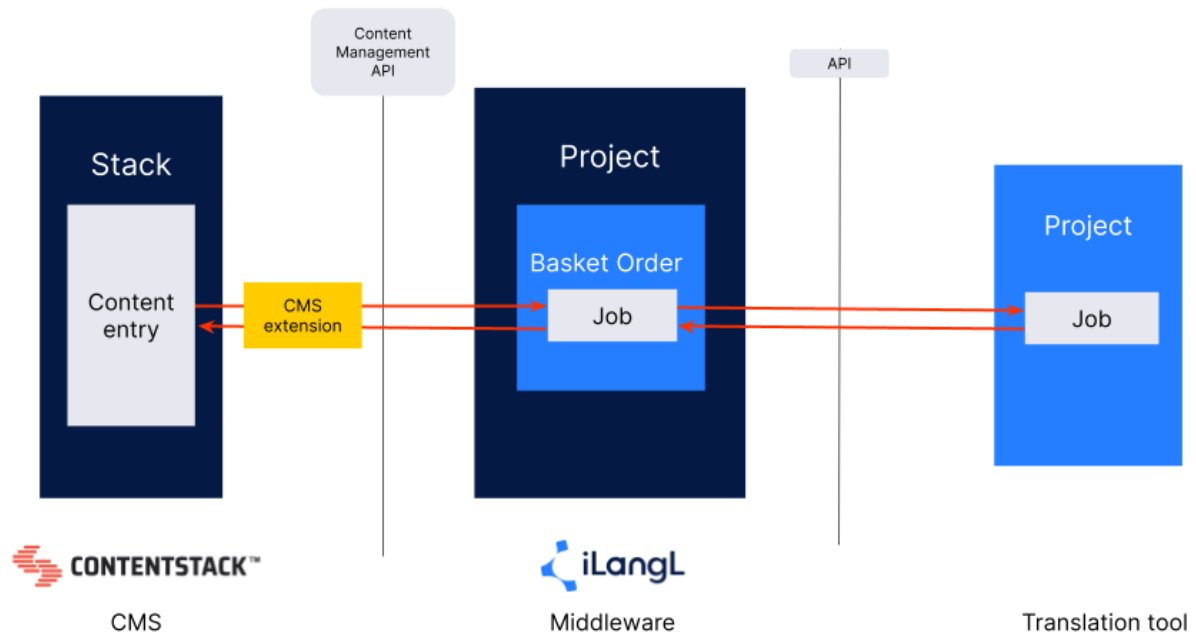 Content
Management
API
API
Stack
Project
Project
Content
entry
CMS
extension
Basket Order
Job
Job
CONTENTSTACK™
iLangL
CMS
Middleware
Translation tool